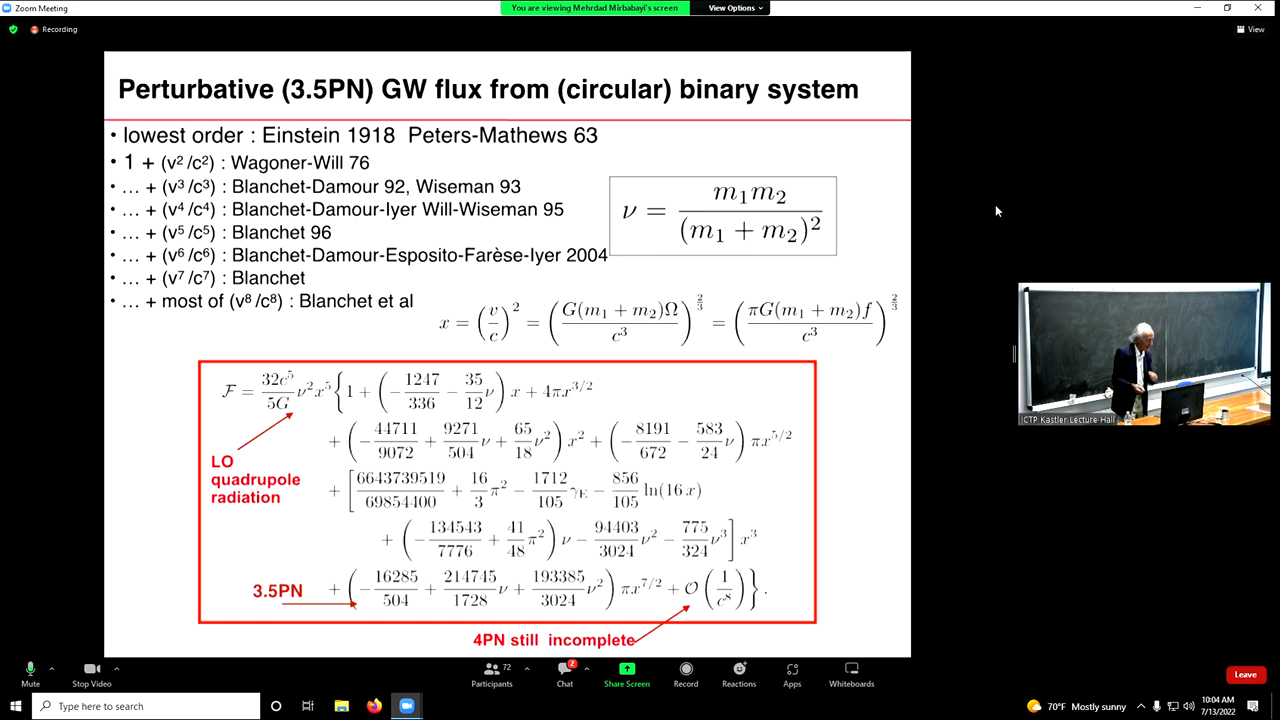 Zoom Meeting
You are viewing Mehrdad Mirbabayi's screen
View Options
Recording
View
Perturbative (3.5PN) GW flux from (circular) binary system
• lowest order : Einstein 1918 Peters-Mathews 63
• 1 + (v² /c²) : Wagoner-Will 76
• … + (v³ /c³) : Blanchet-Damour 92, Wiseman 93
• … + (v⁴ /c⁴) : Blanchet-Damour-Iyer Will-Wiseman 95
• … + (v⁵ /c⁵) : Blanchet 96
• … + (v⁶ /c⁶) : Blanchet-Damour-Esposito-Farèse-Iyer 2004
• … + (v⁷ /c⁷) : Blanchet
• … + most of (v⁸ /c⁸) : Blanchet et al
ν = m₁m₂ / (m₁ + m₂)²
x = (v/c)² = (G(m₁ + m₂)Ω / c³)^{2/3} = (πG(m₁ + m₂)f / c³)^{2/3}
ℱ = 32c⁵/5G ν²x⁵ { 1 + (−1247/336 − 35/12 ν) x + 4πx^{3/2}
+ (−44711/9072 + 9271/504 ν + 65/18 ν²) x² + (−8191/672 − 583/24 ν) πx^{5/2}
+ [6643739519/69854400 + 16/3 π² − 1712/105 γ_E − 856/105 ln(16 x)
+ (−134543/7776 + 41/48 π²) ν − 94403/3024 ν² − 775/324 ν³] x³
+ (−16285/504 + 214745/1728 ν + 193385/3024 ν²) πx^{7/2} + 𝒪(1/c⁸) } .
LO
quadrupole
radiation
3.5PN
4PN still incomplete
ICTP Kastler Lecture Hall
Mute
Stop Video
72
Participants
2
Chat
Share Screen
Record
Reactions
Apps
Whiteboards
Leave
Type here to search
70°F Mostly sunny
10:04 AM
7/13/2022